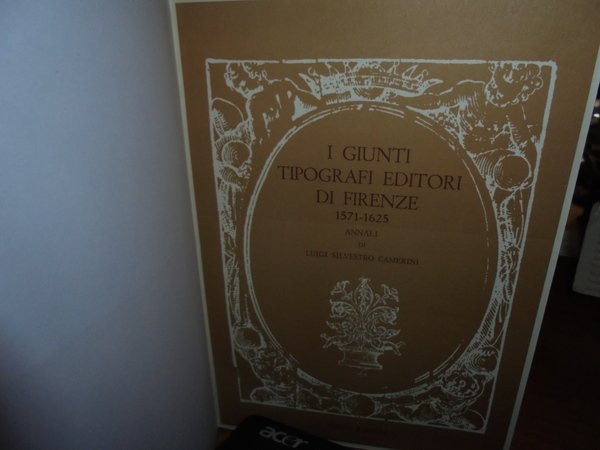 I GIUNTI
TIPOGRAFI EDITORI
DI FIRENZE
1571-1625
ANNALI
DI
LUIGI SILVESTRO CAMERINI
acer